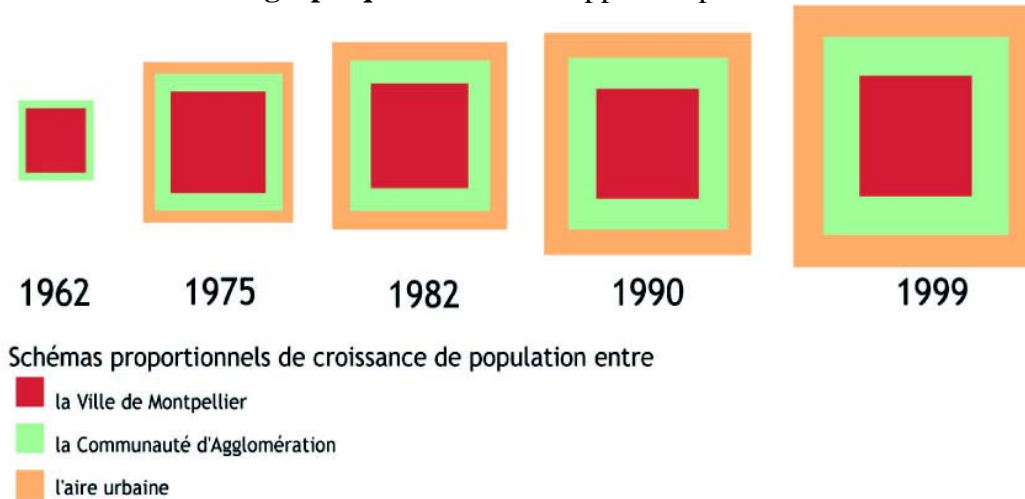 1962 1975 1982 1990 1999
Schémas proportionnels de croissance de population entre
la Ville de Montpellier
la Communauté d'Agglomération
l'aire urbaine